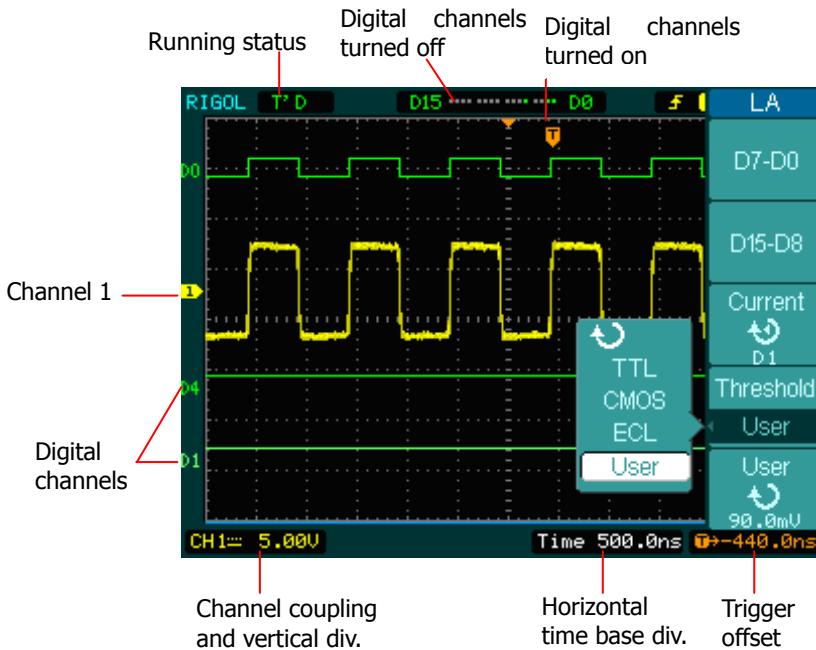 Digital channels
turned off
Digital channels
turned on
Running status
RIGOL T'D D15 D0 LA
D7-D0
D15-D8
Current
D1
Threshold
User
User
90.0mV
D0
T
Channel 1
1
TTL
CMOS
ECL
User
D4
D1
Digital
channels
CH1 5.00V Time 500.0ns T→-440.0ns
Channel coupling
and vertical div.
Horizontal
time base div.
Trigger
offset